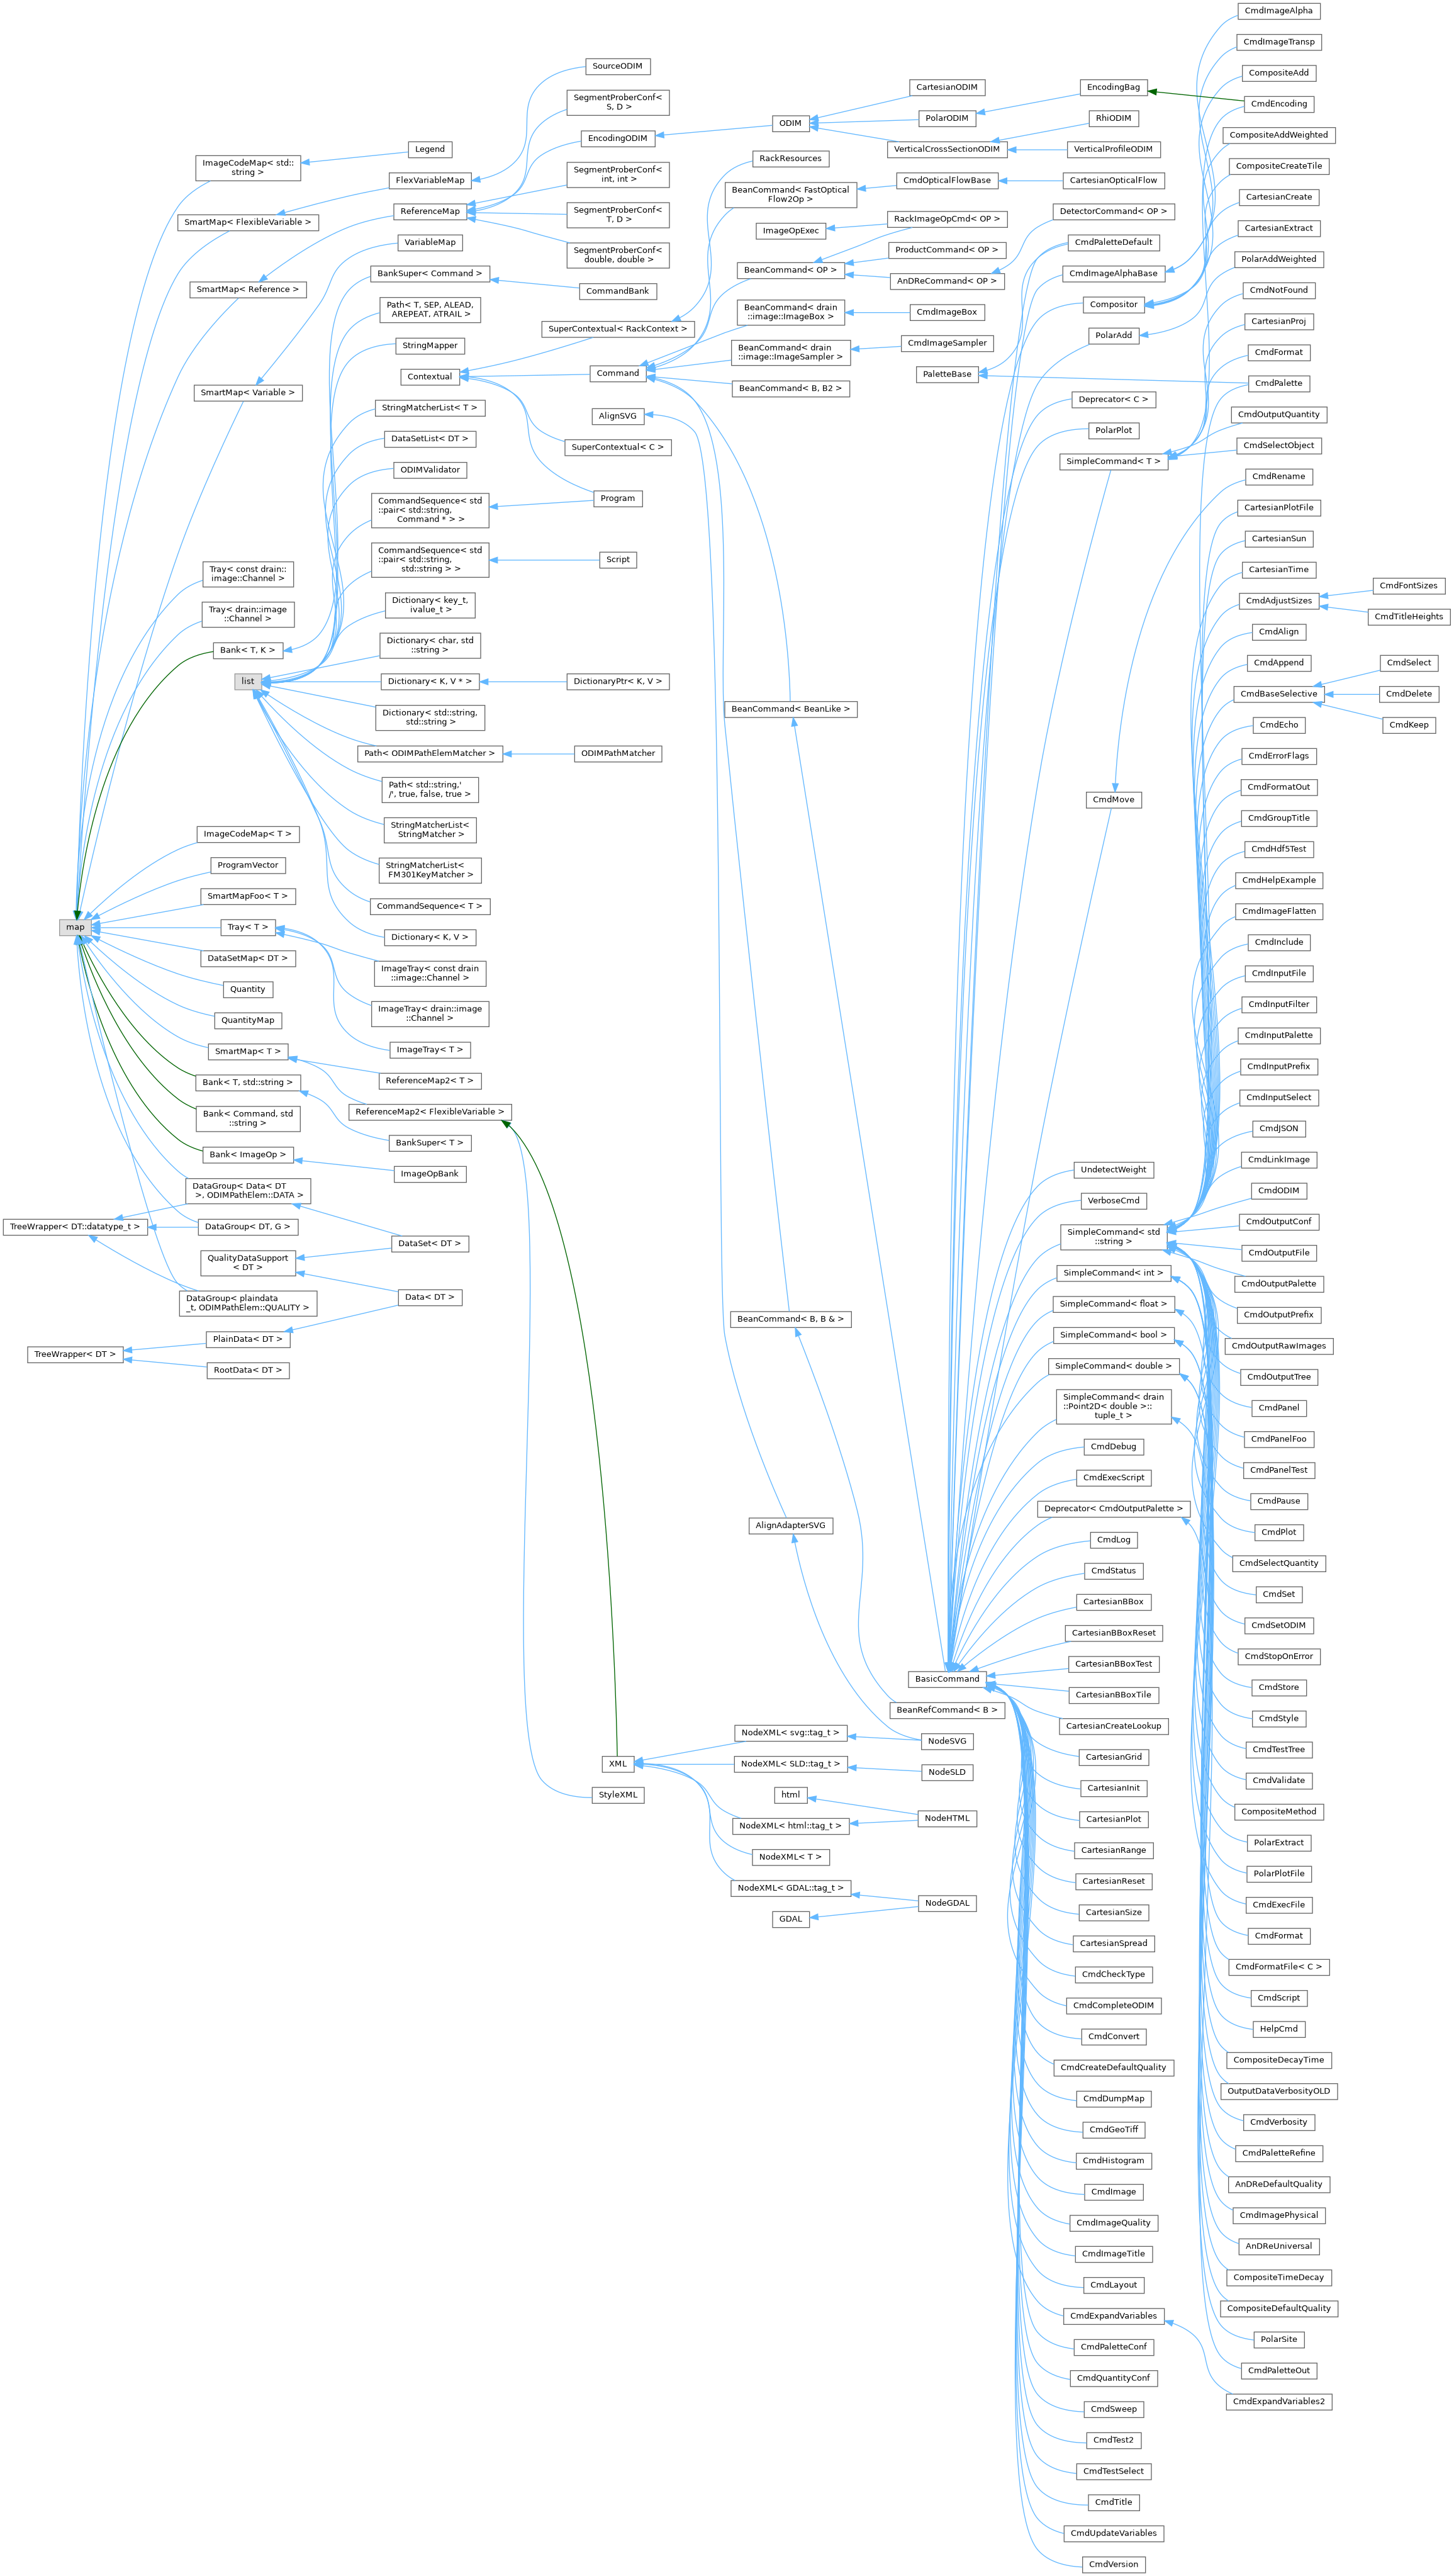 ImageCodeMap< std::
string >
Legend
SmartMap< FlexibleVariable >
FlexVariableMap
SourceODIM
SmartMap< Reference >
ReferenceMap
SegmentProberConf<
S, D >
EncodingODIM
SegmentProberConf<
int, int >
SegmentProberConf<
T, D >
SegmentProberConf<
double, double >
ODIM
CartesianODIM
PolarODIM
VerticalCrossSectionODIM
EncodingBag
RhiODIM
VerticalProfileODIM
SmartMap< Variable >
VariableMap
BankSuper< Command >
CommandBank
Path< T, SEP, ALEAD,
AREPEAT, ATRAIL >
StringMapper
StringMatcherList< T >
DataSetList< DT >
ODIMValidator
CommandSequence< std
::pair< std::string,
Command * > >
CommandSequence< std
::pair< std::string,
std::string > >
Script
Dictionary< key_t,
ivalue_t >
Dictionary< char, std
::string >
Dictionary< K, V * >
DictionaryPtr< K, V >
Dictionary< std::string,
std::string >
Path< ODIMPathElemMatcher >
ODIMPathMatcher
Path< std::string,'
/', true, false, true >
StringMatcherList<
StringMatcher >
StringMatcherList<
FM301KeyMatcher >
CommandSequence< T >
Dictionary< K, V >
list
Tray< const drain::
image::Channel >
Tray< drain::image
::Channel >
Bank< T, K >
ImageCodeMap< T >
ProgramVector
SmartMapFoo< T >
map
Tray< T >
DataSetMap< DT >
Quantity
QuantityMap
SmartMap< T >
Bank< T, std::string >
Bank< Command, std
::string >
Bank< ImageOp >
ImageTray< const drain
::image::Channel >
ImageTray< drain::image
::Channel >
ImageTray< T >
ReferenceMap2< T >
ReferenceMap2< FlexibleVariable >
BankSuper< T >
ImageOpBank
DataGroup< Data< DT
>, ODIMPathElem::DATA >
TreeWrapper< DT::datatype_t >
DataGroup< DT, G >
QualityDataSupport
< DT >
DataSet< DT >
DataGroup< plaindata
_t, ODIMPathElem::QUALITY >
Data< DT >
PlainData< DT >
TreeWrapper< DT >
RootData< DT >
Contextual
SuperContextual< RackContext >
Command
SuperContextual< C >
Program
AlignSVG
RackResources
BeanCommand< FastOptical
Flow2Op >
CmdOpticalFlowBase
CartesianOpticalFlow
ImageOpExec
RackImageOpCmd< OP >
BeanCommand< OP >
ProductCommand< OP >
AnDReCommand< OP >
DetectorCommand< OP >
BeanCommand< drain
::image::ImageBox >
CmdImageBox
BeanCommand< drain
::image::ImageSampler >
CmdImageSampler
BeanCommand< B, B2 >
PaletteBase
BeanCommand< BeanLike >
BeanCommand< B, B & >
AlignAdapterSVG
BasicCommand
BeanRefCommand< B >
XML
StyleXML
NodeXML< svg::tag_t >
NodeSVG
NodeXML< SLD::tag_t >
NodeSLD
html
NodeXML< html::tag_t >
NodeHTML
NodeXML< T >
NodeXML< GDAL::tag_t >
NodeGDAL
GDAL
CmdPaletteDefault
CmdImageAlphaBase
Compositor
PolarAdd
Deprecator< C >
PolarPlot
SimpleCommand< T >
CmdMove
UndetectWeight
VerboseCmd
SimpleCommand< std
::string >
SimpleCommand< int >
SimpleCommand< float >
SimpleCommand< bool >
SimpleCommand< double >
SimpleCommand< drain
::Point2D< double >::
tuple_t >
CmdDebug
CmdExecScript
Deprecator< CmdOutputPalette >
CmdLog
CmdStatus
CartesianBBox
CartesianBBoxReset
CartesianBBoxTest
CartesianBBoxTile
CartesianCreateLookup
CartesianGrid
CartesianInit
CartesianPlot
CartesianRange
CartesianReset
CartesianSize
CartesianSpread
CmdCheckType
CmdCompleteODIM
CmdConvert
CmdCreateDefaultQuality
CmdDumpMap
CmdGeoTiff
CmdHistogram
CmdImage
CmdImageQuality
CmdImageTitle
CmdLayout
CmdExpandVariables
CmdPaletteConf
CmdQuantityConf
CmdSweep
CmdTest2
CmdTestSelect
CmdTitle
CmdUpdateVariables
CmdVersion
CmdImageAlpha
CmdImageTransp
CompositeAdd
CmdEncoding
CompositeAddWeighted
CompositeCreateTile
CartesianCreate
CartesianExtract
PolarAddWeighted
CmdNotFound
CartesianProj
CmdFormat
CmdPalette
CmdOutputQuantity
CmdSelectObject
CmdRename
CartesianPlotFile
CartesianSun
CartesianTime
CmdAdjustSizes
CmdFontSizes
CmdTitleHeights
CmdAlign
CmdAppend
CmdBaseSelective
CmdSelect
CmdDelete
CmdKeep
CmdEcho
CmdErrorFlags
CmdFormatOut
CmdGroupTitle
CmdHdf5Test
CmdHelpExample
CmdImageFlatten
CmdInclude
CmdInputFile
CmdInputFilter
CmdInputPalette
CmdInputPrefix
CmdInputSelect
CmdJSON
CmdLinkImage
CmdODIM
CmdOutputConf
CmdOutputFile
CmdOutputPalette
CmdOutputPrefix
CmdOutputRawImages
CmdOutputTree
CmdPanel
CmdPanelFoo
CmdPanelTest
CmdPause
CmdPlot
CmdSelectQuantity
CmdSet
CmdSetODIM
CmdStopOnError
CmdStore
CmdStyle
CmdTestTree
CmdValidate
CompositeMethod
PolarExtract
PolarPlotFile
CmdExecFile
CmdFormat
CmdFormatFile< C >
CmdScript
HelpCmd
CompositeDecayTime
OutputDataVerbosityOLD
CmdVerbosity
CmdPaletteRefine
AnDReDefaultQuality
CmdImagePhysical
AnDReUniversal
CompositeTimeDecay
CompositeDefaultQuality
PolarSite
CmdPaletteOut
CmdExpandVariables2